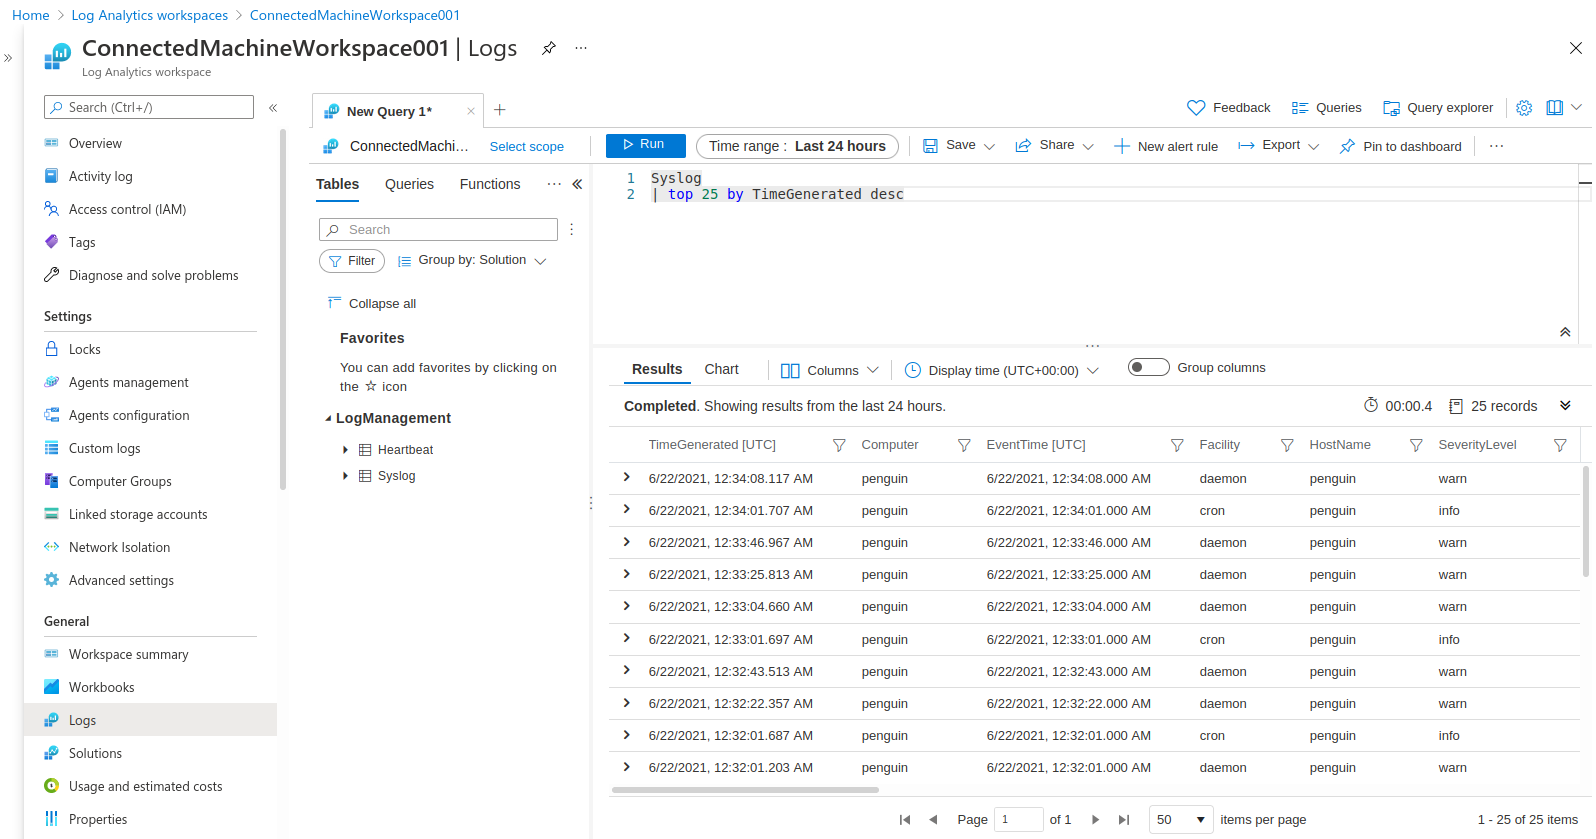 Home > Log Analytics workspaces > ConnectedMachineWorkspace001
ConnectedMachineWorkspace001 | Logs
Log Analytics workspace
Search (Ctrl+/)
Overview
Activity log
Access control (IAM)
Tags
Diagnose and solve problems
Settings
Locks
Agents management
Agents configuration
Custom logs
Computer Groups
Linked storage accounts
Network Isolation
Advanced settings
General
Workspace summary
Workbooks
Logs
Solutions
Usage and estimated costs
Properties
New Query 1*
Feedback Queries Query explorer
ConnectedMachi... Select scope Run Time range : Last 24 hours Save Share New alert rule Export Pin to dashboard
Tables Queries Functions
Search
Filter Group by: Solution
Collapse all
Favorites
You can add favorites by clicking on
the ☆ icon
LogManagement
Heartbeat
Syslog
1 Syslog
2 | top 25 by TimeGenerated desc
Results Chart Columns Display time (UTC+00:00) Group columns
Completed. Showing results from the last 24 hours. 00:00.4 25 records
TimeGenerated [UTC] Computer EventTime [UTC] Facility HostName SeverityLevel
6/22/2021, 12:34:08.117 AM penguin 6/22/2021, 12:34:08.000 AM daemon penguin warn
6/22/2021, 12:34:01.707 AM penguin 6/22/2021, 12:34:01.000 AM cron penguin info
6/22/2021, 12:33:46.967 AM penguin 6/22/2021, 12:33:46.000 AM daemon penguin warn
6/22/2021, 12:33:25.813 AM penguin 6/22/2021, 12:33:25.000 AM daemon penguin warn
6/22/2021, 12:33:04.660 AM penguin 6/22/2021, 12:33:04.000 AM daemon penguin warn
6/22/2021, 12:33:01.697 AM penguin 6/22/2021, 12:33:01.000 AM cron penguin info
6/22/2021, 12:32:43.513 AM penguin 6/22/2021, 12:32:43.000 AM daemon penguin warn
6/22/2021, 12:32:22.357 AM penguin 6/22/2021, 12:32:22.000 AM daemon penguin warn
6/22/2021, 12:32:01.687 AM penguin 6/22/2021, 12:32:01.000 AM cron penguin info
6/22/2021, 12:32:01.203 AM penguin 6/22/2021, 12:32:01.000 AM daemon penguin warn
Page 1 of 1 50 items per page 1 - 25 of 25 items